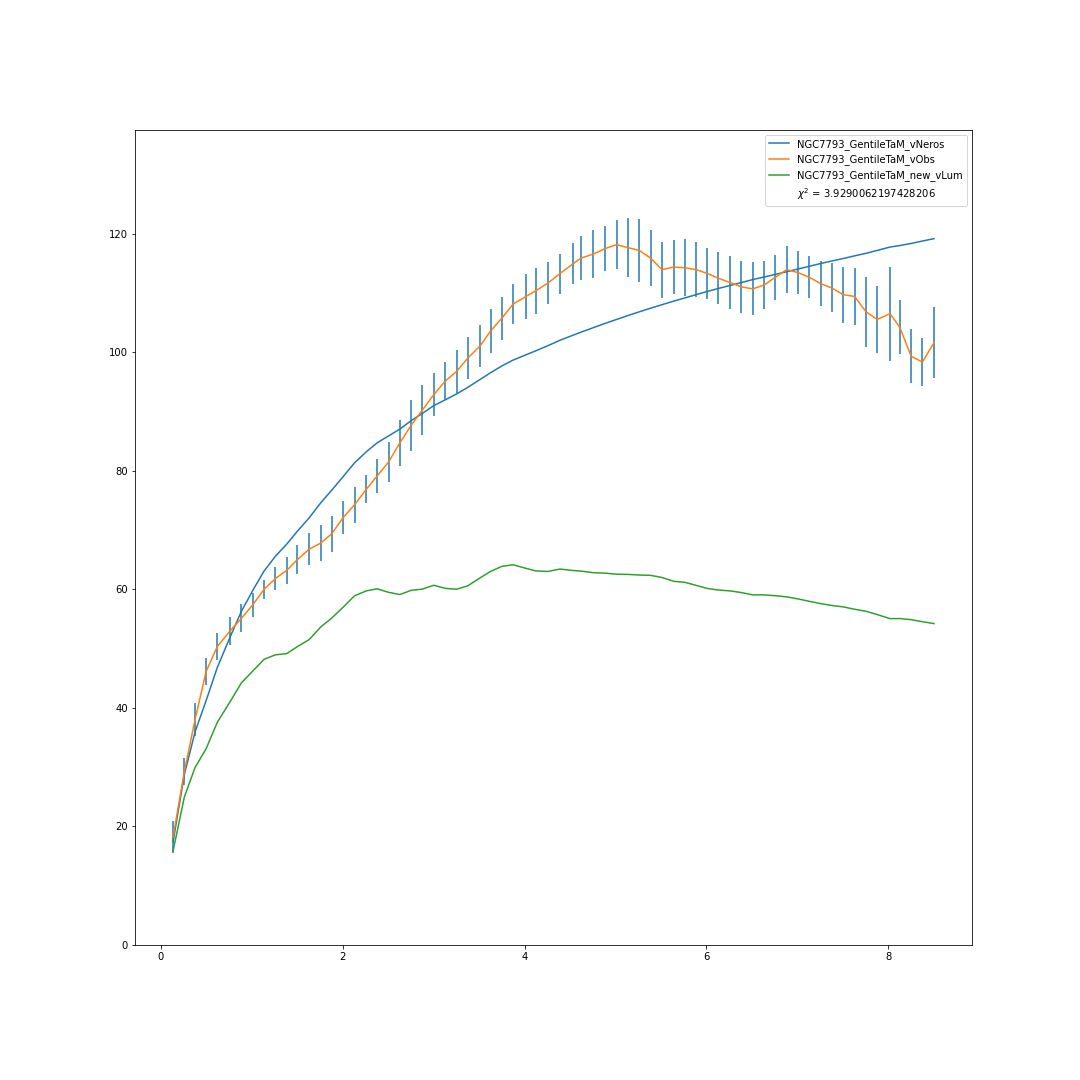 NGC7793_GentileTaM_vNeros
NGC7793_GentileTaM_vObs
NGC7793_GentileTaM_new_vLum
χ² = 3.9290062197428206
120
100
80
60
40
20
0
0 2 4 6 8